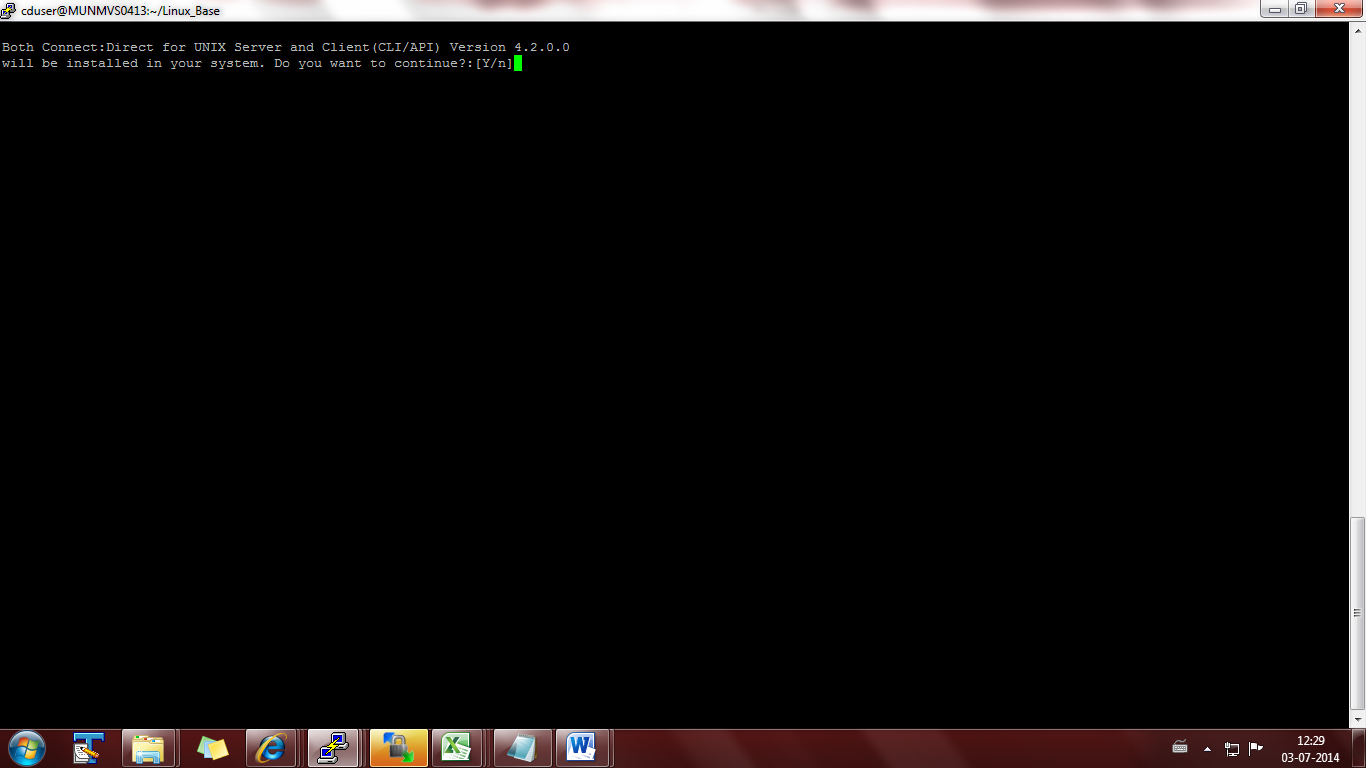 cduser@MUNMVS0413:~/Linux_Base
Both Connect:Direct for UNIX Server and Client(CLI/API) Version 4.2.0.0
will be installed in your system. Do you want to continue?:[Y/n]
12:29
03-07-2014